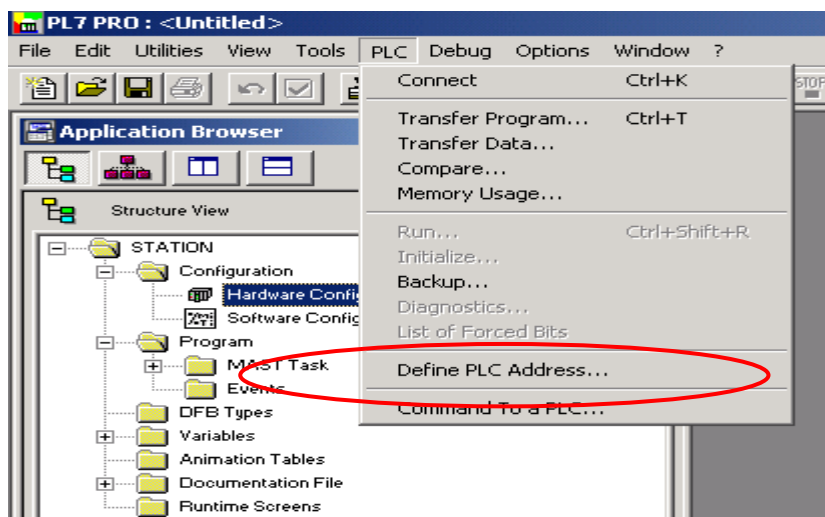 PL7 PRO : <Untitled>
File Edit Utilities View Tools PLC Debug Options Window ?
STOP
Connect Ctrl+K
Transfer Program... Ctrl+T
Transfer Data...
Compare...
Memory Usage...
Run... Ctrl+Shift+R
Initialize...
Backup...
Diagnostics...
List of Forced Bits
Define PLC Address...
Command To a PLC...
Application Browser
Structure View
STATION
Configuration
Hardware Confi
Software Config
Program
MAST Task
Events
DFB Types
Variables
Animation Tables
Documentation File
Runtime Screens